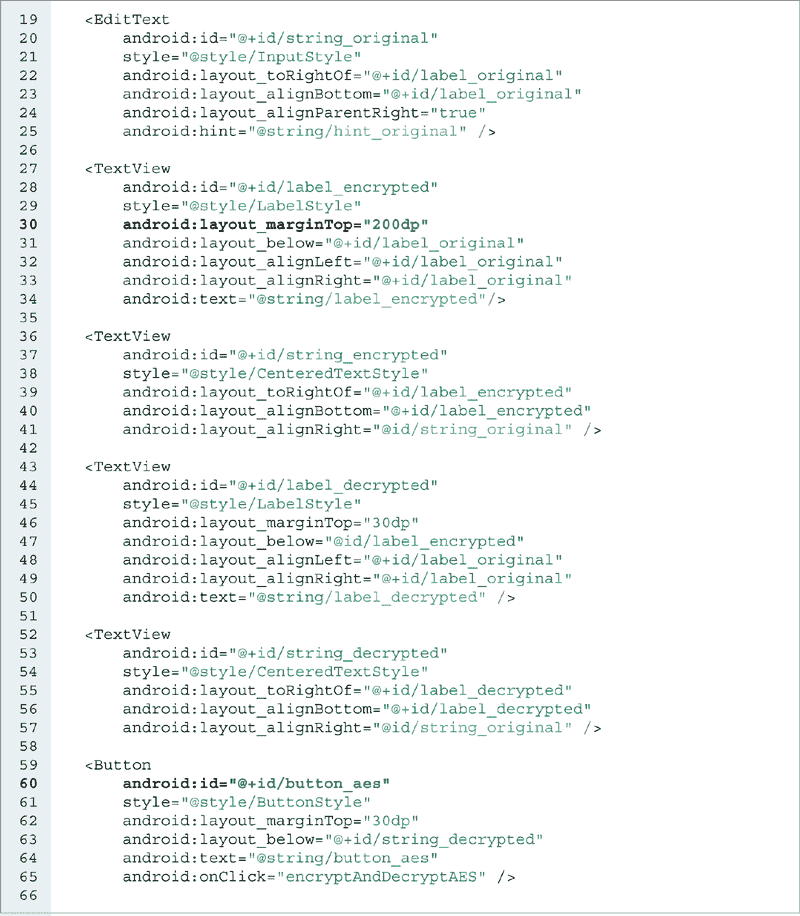 19 <EditText
20 android:id="@+id/string_original"
21 style="@style/InputStyle"
22 android:layout_toRightOf="@+id/label_original"
23 android:layout_alignBottom="@+id/label_original"
24 android:layout_alignParentRight="true"
25 android:hint="@string/hint_original" />
26
27 <TextView
28 android:id="@+id/label_encrypted"
29 style="@style/LabelStyle"
30 android:layout_marginTop="200dp"
31 android:layout_below="@+id/label_original"
32 android:layout_alignLeft="@+id/label_original"
33 android:layout_alignRight="@+id/label_original"
34 android:text="@string/label_encrypted"/>
35
36 <TextView
37 android:id="@+id/string_encrypted"
38 style="@style/CenteredTextStyle"
39 android:layout_toRightOf="@+id/label_encrypted"
40 android:layout_alignBottom="@+id/label_encrypted"
41 android:layout_alignRight="@id/string_original" />
42
43 <TextView
44 android:id="@+id/label_decrypted"
45 style="@style/LabelStyle"
46 android:layout_marginTop="30dp"
47 android:layout_below="@id/label_encrypted"
48 android:layout_alignLeft="@+id/label_original"
49 android:layout_alignRight="@+id/label_original"
50 android:text="@string/label_decrypted" />
51
52 <TextView
53 android:id="@+id/string_decrypted"
54 style="@style/CenteredTextStyle"
55 android:layout_toRightOf="@+id/label_decrypted"
56 android:layout_alignBottom="@+id/label_decrypted"
57 android:layout_alignRight="@id/string_original" />
58
59 <Button
60 android:id="@+id/button_aes"
61 style="@style/ButtonStyle"
62 android:layout_marginTop="30dp"
63 android:layout_below="@+id/string_decrypted"
64 android:text="@string/button_aes"
65 android:onClick="encryptAndDecryptAES" />
66